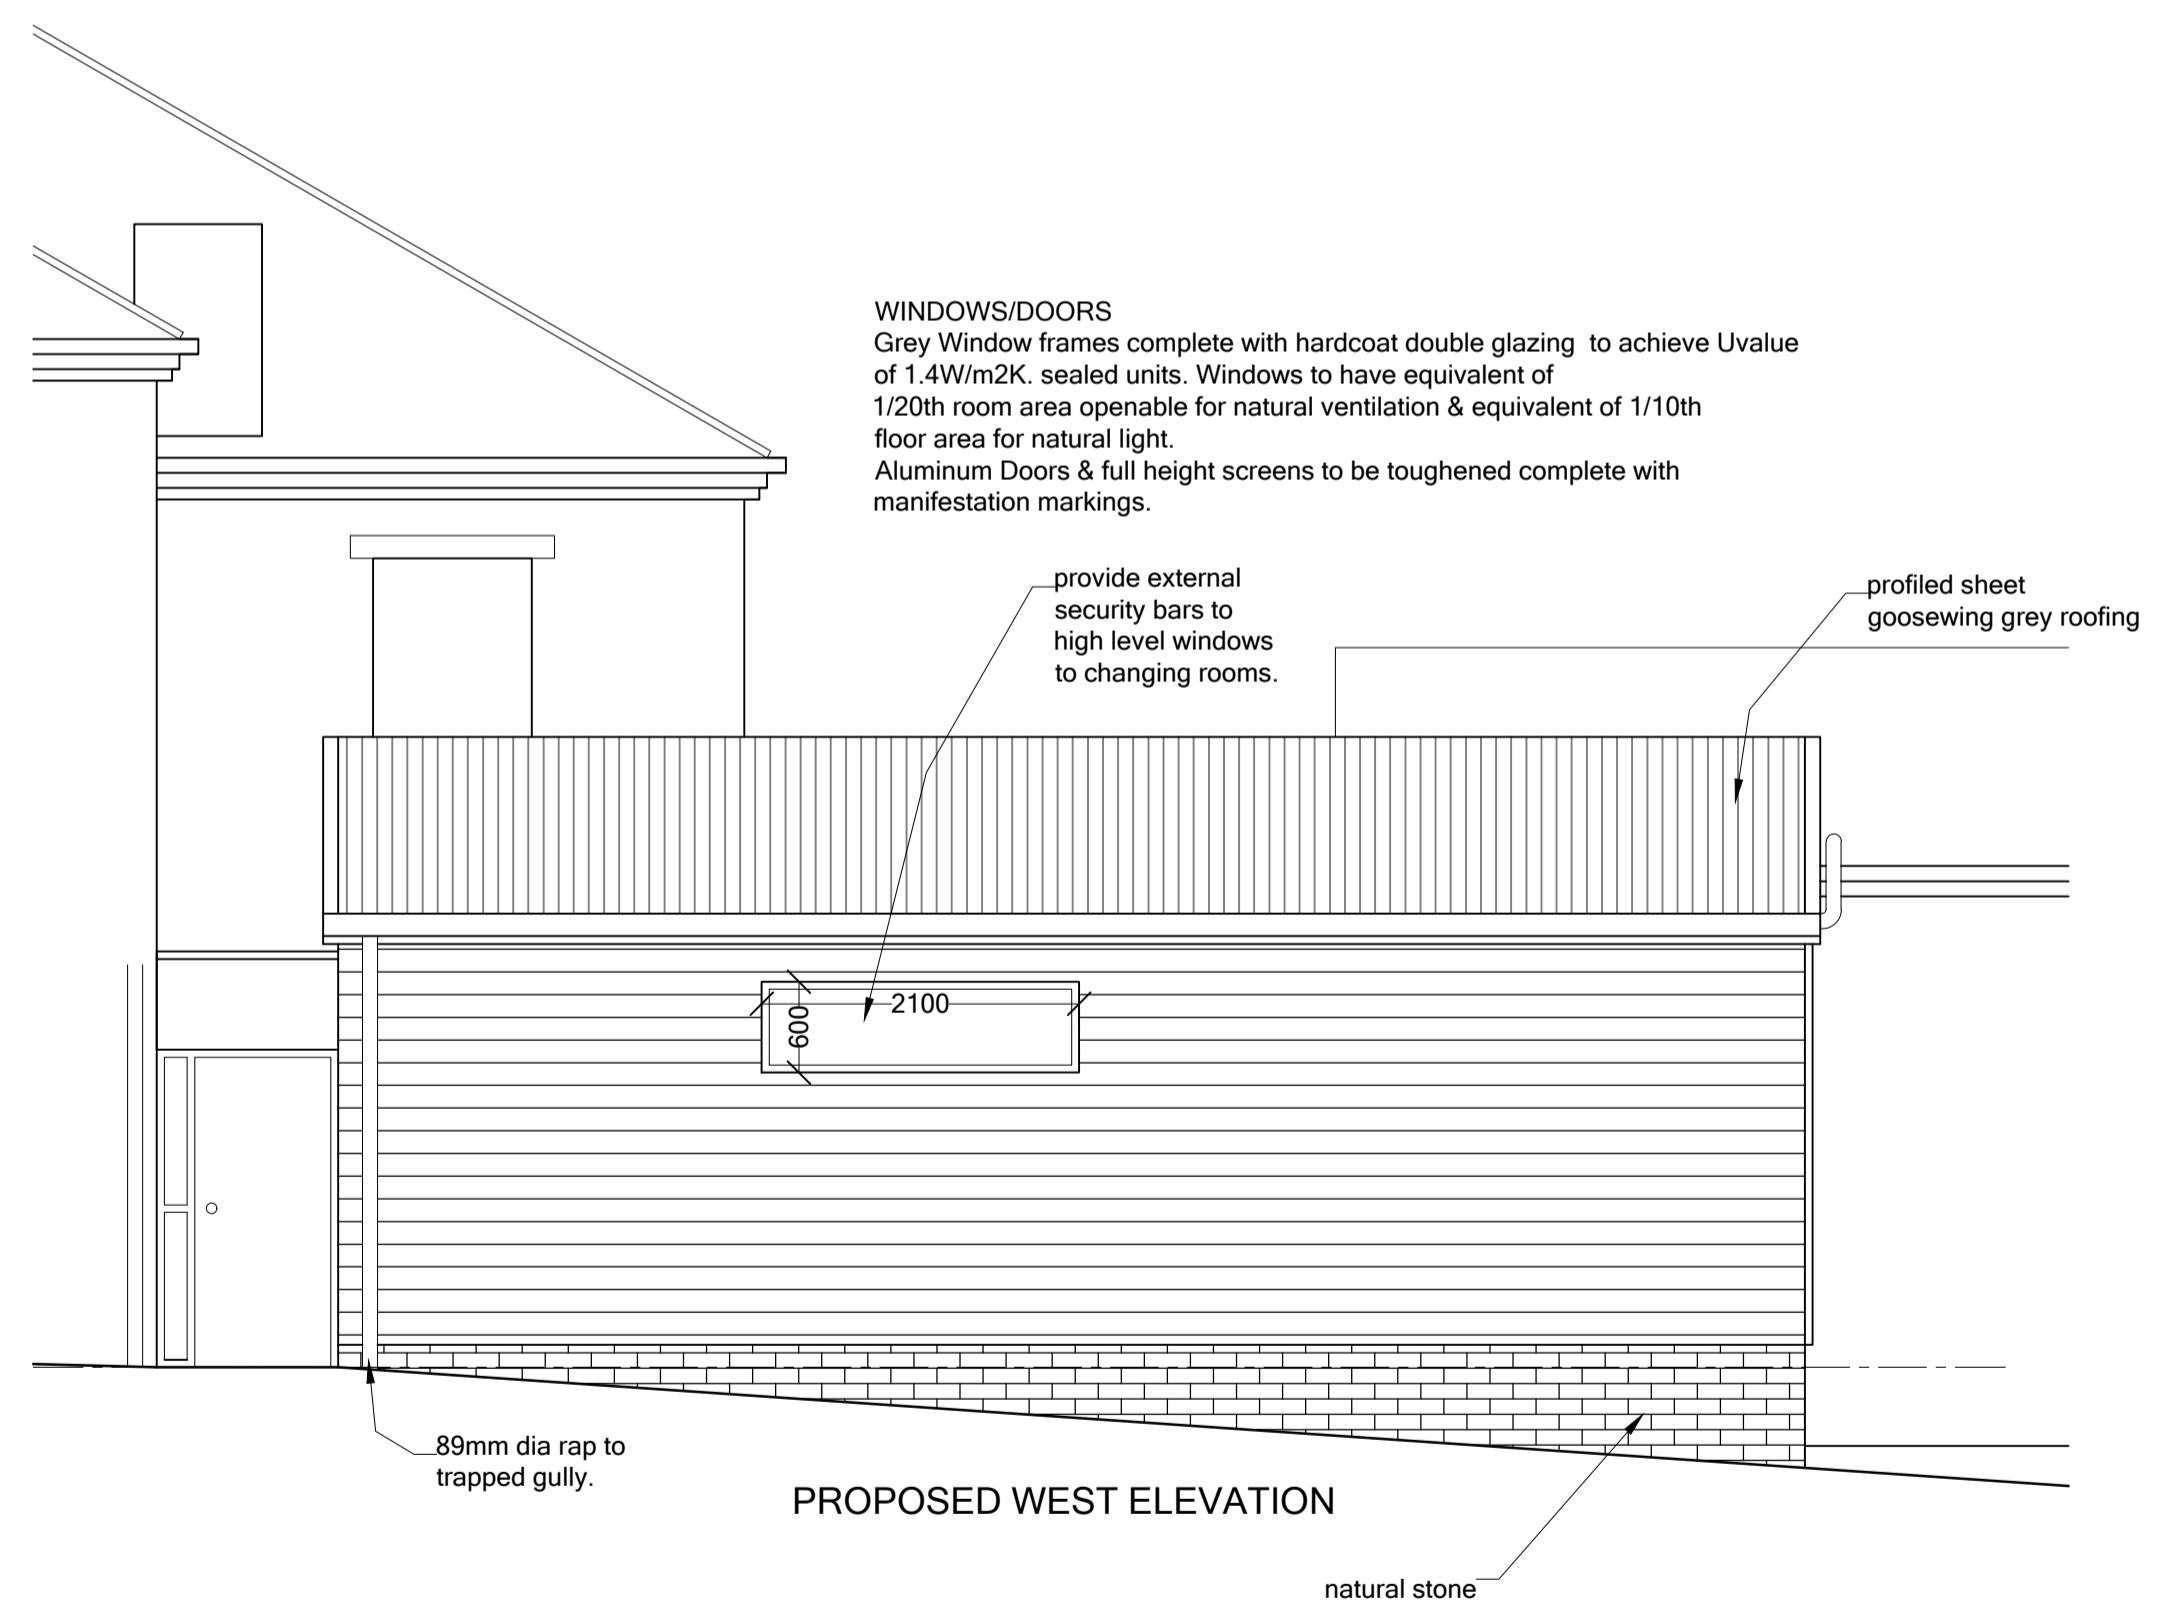 WINDOWS/DOORS
Grey Window frames complete with hardcoat double glazing  to achieve Uvalue
of 1.4W/m2K. sealed units. Windows to have equivalent of
1/20th room area openable for natural ventilation & equivalent of 1/10th
floor area for natural light.
Aluminum Doors & full height screens to be toughened complete with
manifestation markings.
provide external
security bars to
high level windows
to changing rooms.
profiled sheet
goosewing grey roofing
2100
600
89mm dia rap to
trapped gully.
PROPOSED WEST ELEVATION
natural stone